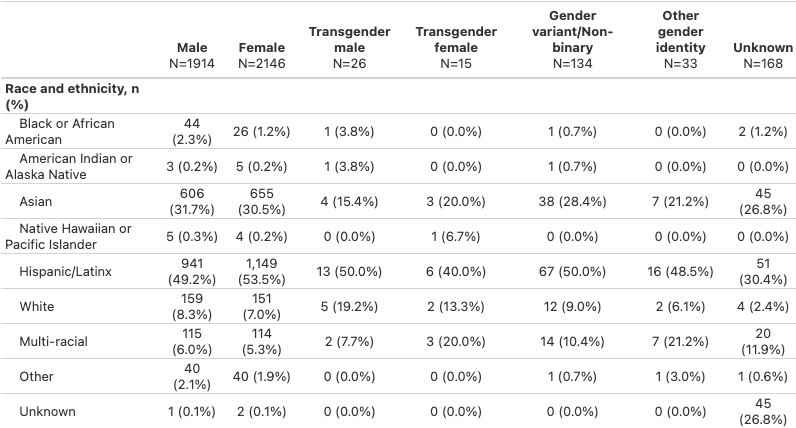 Male N=1914 | Female N=2146 | Transgender male N=26 | Transgender female N=15 | Gender variant/Non-binary N=134 | Other gender identity N=33 | Unknown N=168
Race and ethnicity, n (%)
Black or African American | 44 (2.3%) | 26 (1.2%) | 1 (3.8%) | 0 (0.0%) | 1 (0.7%) | 0 (0.0%) | 2 (1.2%)
American Indian or Alaska Native | 3 (0.2%) | 5 (0.2%) | 1 (3.8%) | 0 (0.0%) | 1 (0.7%) | 0 (0.0%) | 0 (0.0%)
Asian | 606 (31.7%) | 655 (30.5%) | 4 (15.4%) | 3 (20.0%) | 38 (28.4%) | 7 (21.2%) | 45 (26.8%)
Native Hawaiian or Pacific Islander | 5 (0.3%) | 4 (0.2%) | 0 (0.0%) | 1 (6.7%) | 0 (0.0%) | 0 (0.0%) | 0 (0.0%)
Hispanic/Latinx | 941 (49.2%) | 1,149 (53.5%) | 13 (50.0%) | 6 (40.0%) | 67 (50.0%) | 16 (48.5%) | 51 (30.4%)
White | 159 (8.3%) | 151 (7.0%) | 5 (19.2%) | 2 (13.3%) | 12 (9.0%) | 2 (6.1%) | 4 (2.4%)
Multi-racial | 115 (6.0%) | 114 (5.3%) | 2 (7.7%) | 3 (20.0%) | 14 (10.4%) | 7 (21.2%) | 20 (11.9%)
Other | 40 (2.1%) | 40 (1.9%) | 0 (0.0%) | 0 (0.0%) | 1 (0.7%) | 1 (3.0%) | 1 (0.6%)
Unknown | 1 (0.1%) | 2 (0.1%) | 0 (0.0%) | 0 (0.0%) | 0 (0.0%) | 0 (0.0%) | 45 (26.8%)